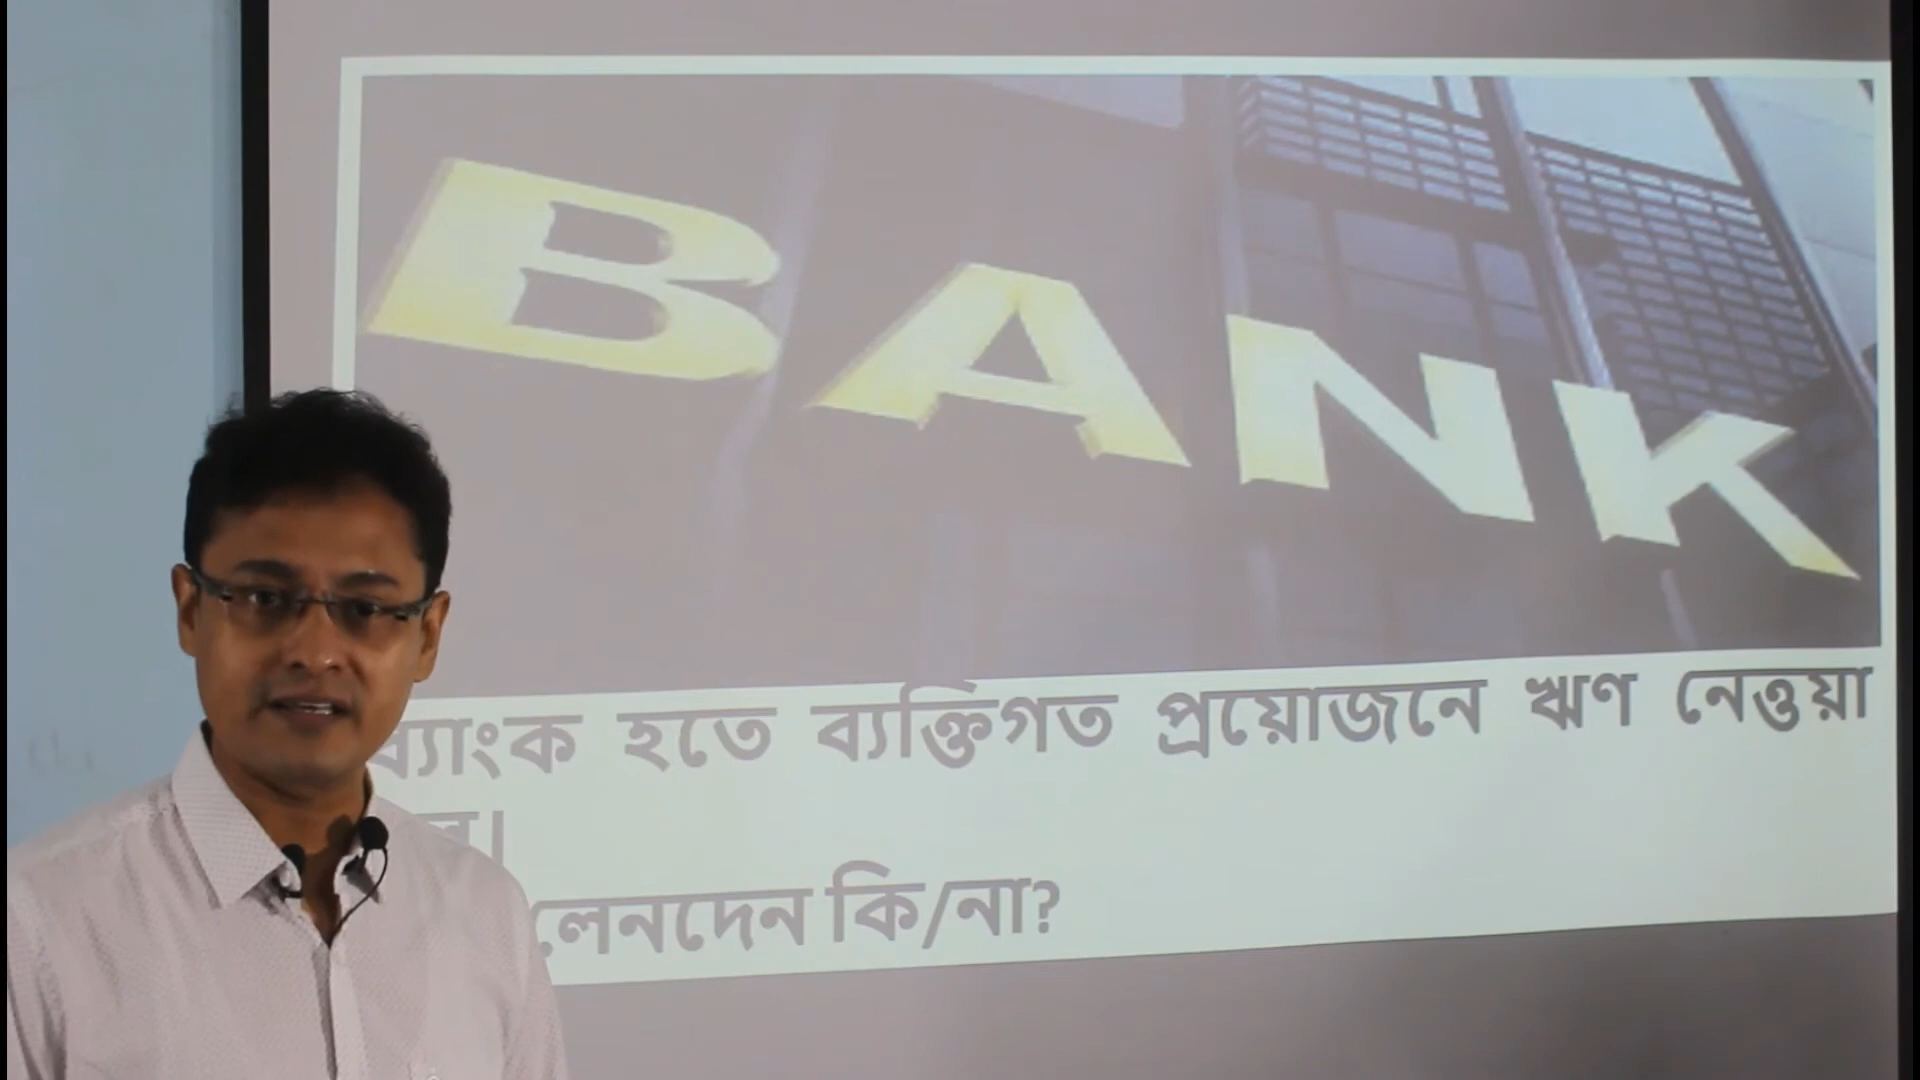 BANK
ব্যাংক হতে ব্যক্তিগত প্রয়োজনে ঋণ নেওয়া
লেনদেন কি/না?